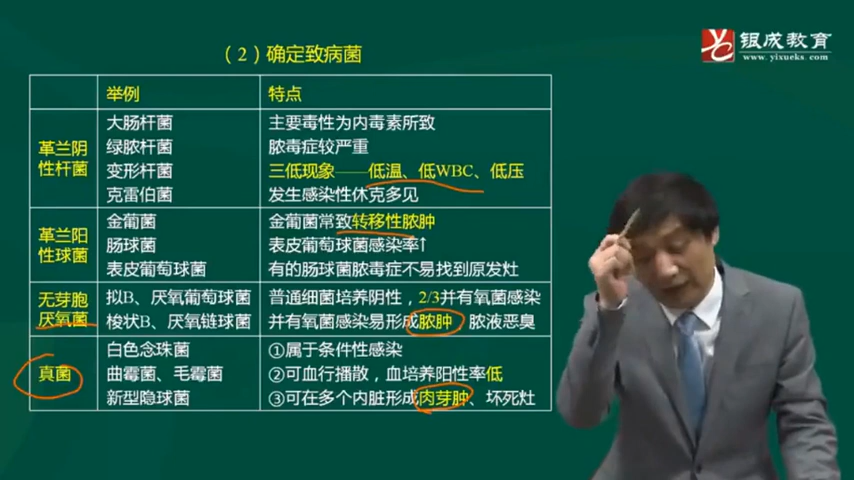 (2)确定致病菌
银成教育
www.yixueks.com
举例 特点
革兰阴性杆菌
大肠杆菌 主要毒性为内毒素所致
绿脓杆菌 脓毒症较严重
变形杆菌 三低现象——低温、低WBC、低压
克雷伯菌 发生感染性休克多见
革兰阳性球菌
金葡菌 金葡菌常致转移性脓肿
肠球菌 表皮葡萄球菌感染率↑
表皮葡萄球菌 有的肠球菌脓毒症不易找到原发灶
无芽胞厌氧菌
拟B、厌氧葡萄球菌 普通细菌培养阴性，2/3并有氧菌感染
梭状B、厌氧链球菌 并有氧菌感染易形成脓肿 脓液恶臭
真菌
白色念珠菌 ①属于条件性感染
曲霉菌、毛霉菌 ②可血行播散，血培养阳性率低
新型隐球菌 ③可在多个内脏形成肉芽肿、坏死灶